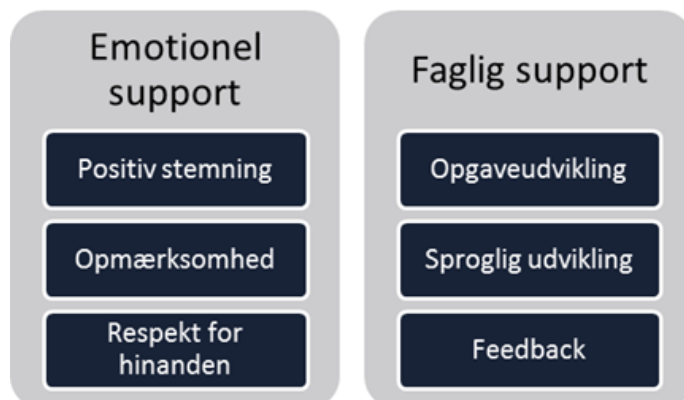 Emotionel
support
Positiv stemning
Opmærksomhed
Respekt for
hinanden
Faglig support
Opgaveudvikling
Sproglig udvikling
Feedback